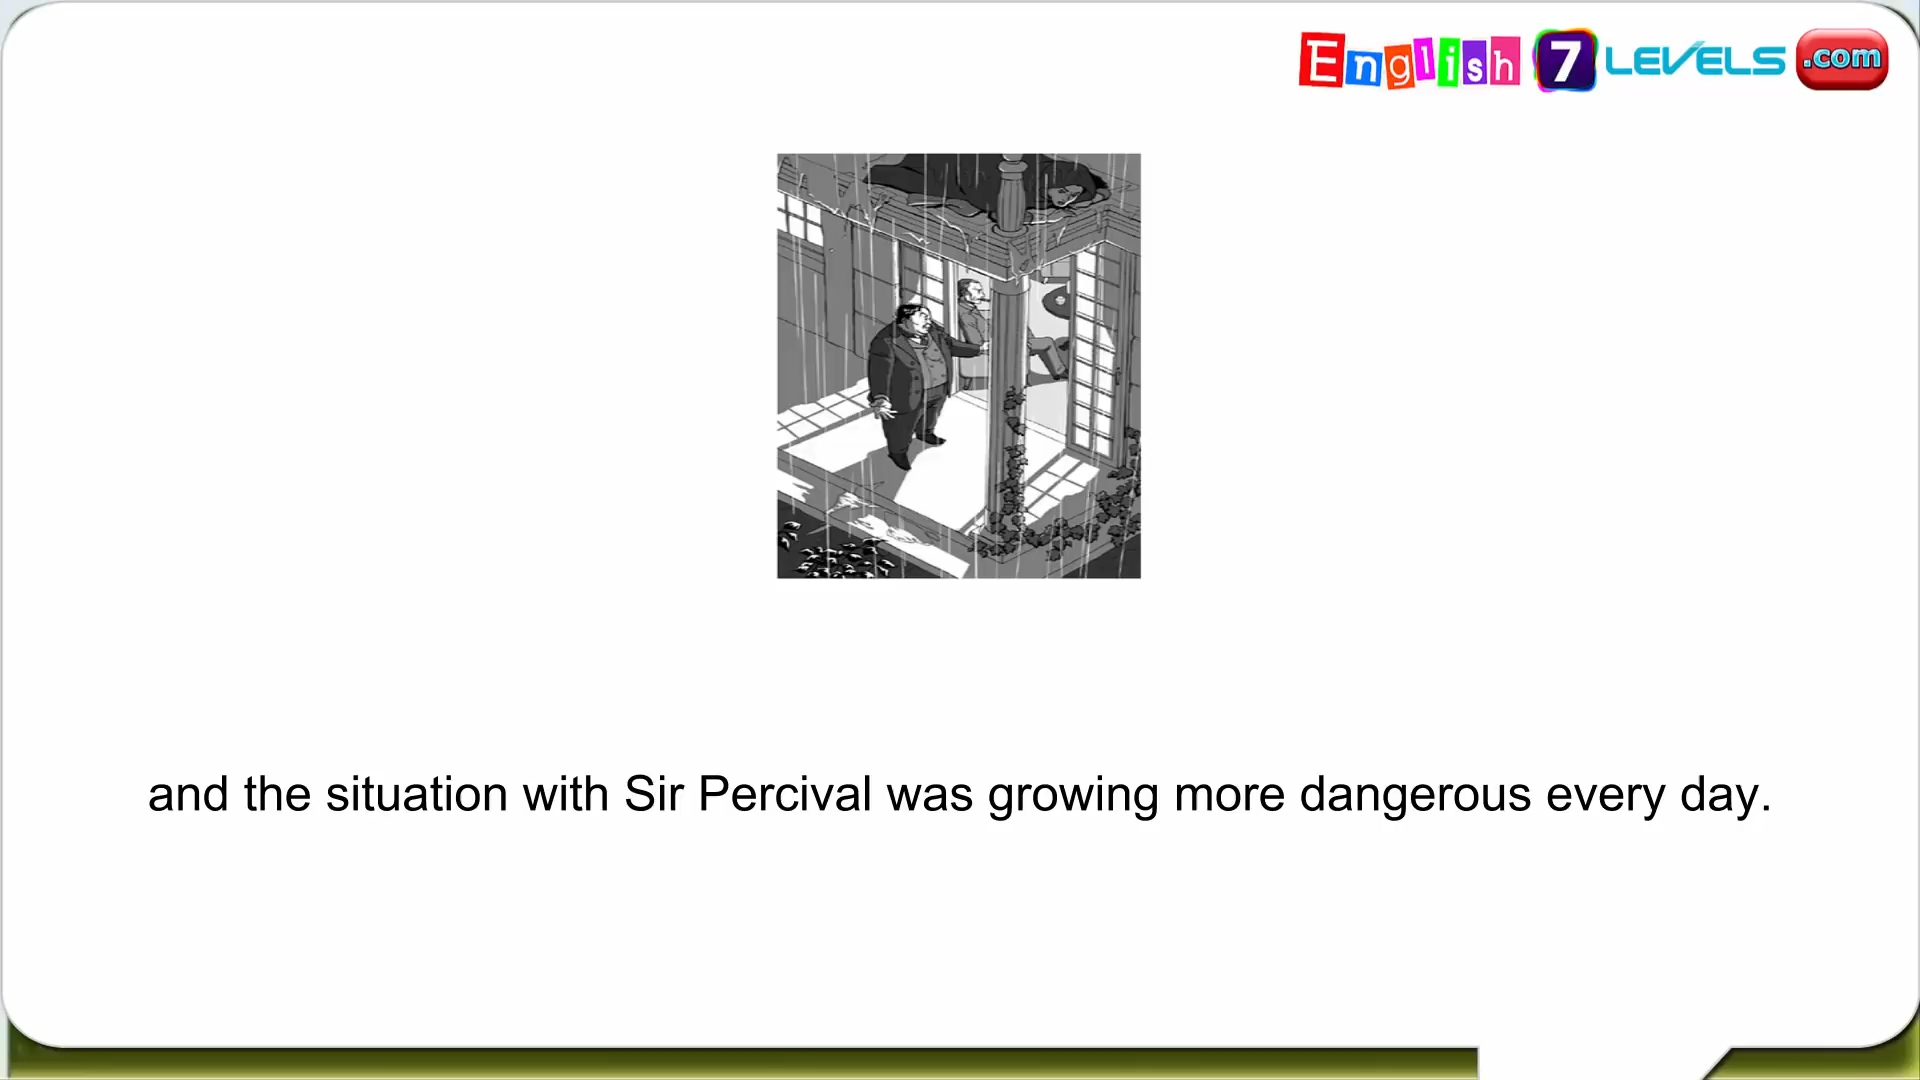 English 7 LEVELS .com
and the situation with Sir Percival was growing more dangerous every day.